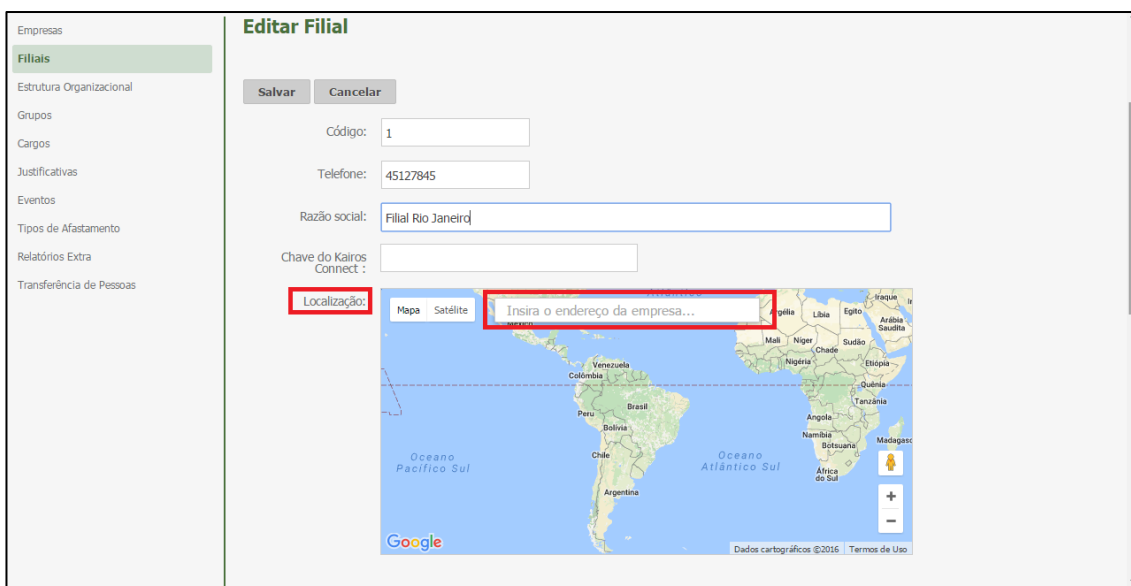 Empresas
Filiais
Estrutura Organizacional
Grupos
Cargos
Justificativas
Eventos
Tipos de Afastamento
Relatórios Extra
Transferência de Pessoas
Editar Filial
Salvar Cancelar
Código: 1
Telefone: 45127845
Razão social: Filial Rio Janeiro
Chave do Kairos
Connect :
Localização:
Mapa Satélite
Insira o endereço da empresa...
México
Argélia
Líbia
Egito
Iraque
Arábia
Saudita
Mali
Níger
Chade
Sudão
Nigéria
Etiópia
Venezuela
Colômbia
Quênia
Tanzânia
Brasil
Peru
Angola
Bolívia
Namíbia
Botsuana
Madagasc
Oceano
Pacífico Sul
Chile
Oceano
Atlântico Sul
África
do Sul
Argentina
+
−
Google
Dados cartográficos ©2016 Termos de Uso